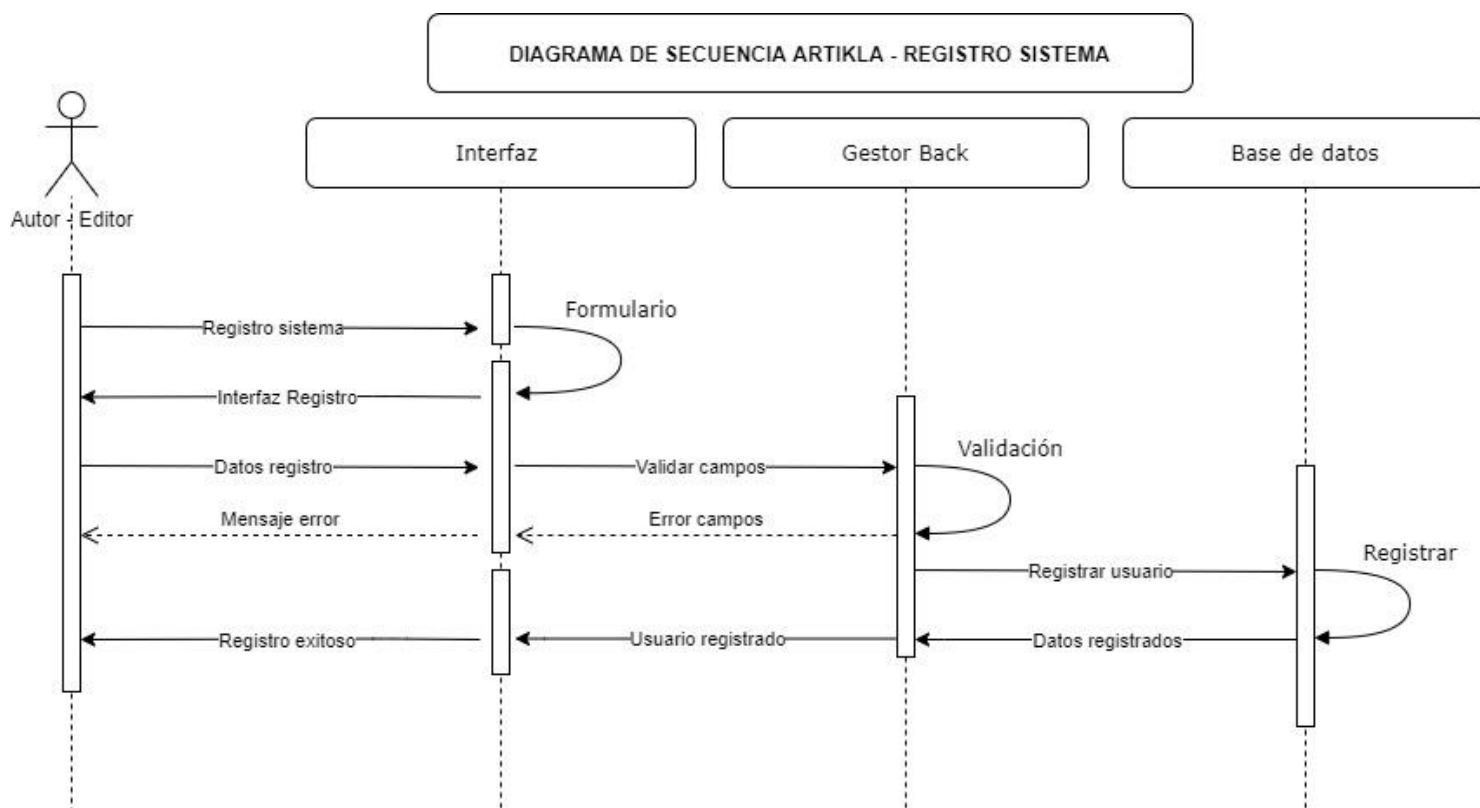 DIAGRAMA DE SECUENCIA ARTIKLA - REGISTRO SISTEMA
Interfaz
Gestor Back
Base de datos
Autor - Editor
Formulario
Registro sistema
Interfaz Registro
Validación
Datos registro
Validar campos
Mensaje error
Error campos
Registrar
Registrar usuario
Registro exitoso
Usuario registrado
Datos registrados